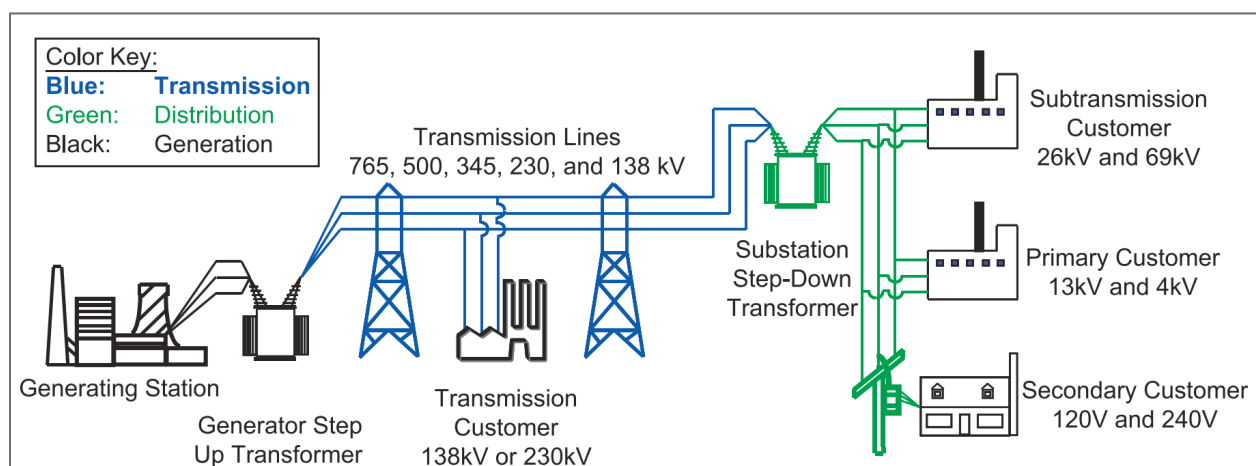 Color Key:
Blue: Transmission
Green: Distribution
Black: Generation
Transmission Lines
765, 500, 345, 230, and 138 kV
Subtransmission
Customer
26kV and 69kV
Substation
Step-Down
Transformer
Primary Customer
13kV and 4kV
Generating Station
Generator Step
Up Transformer
Transmission
Customer
138kV or 230kV
Secondary Customer
120V and 240V